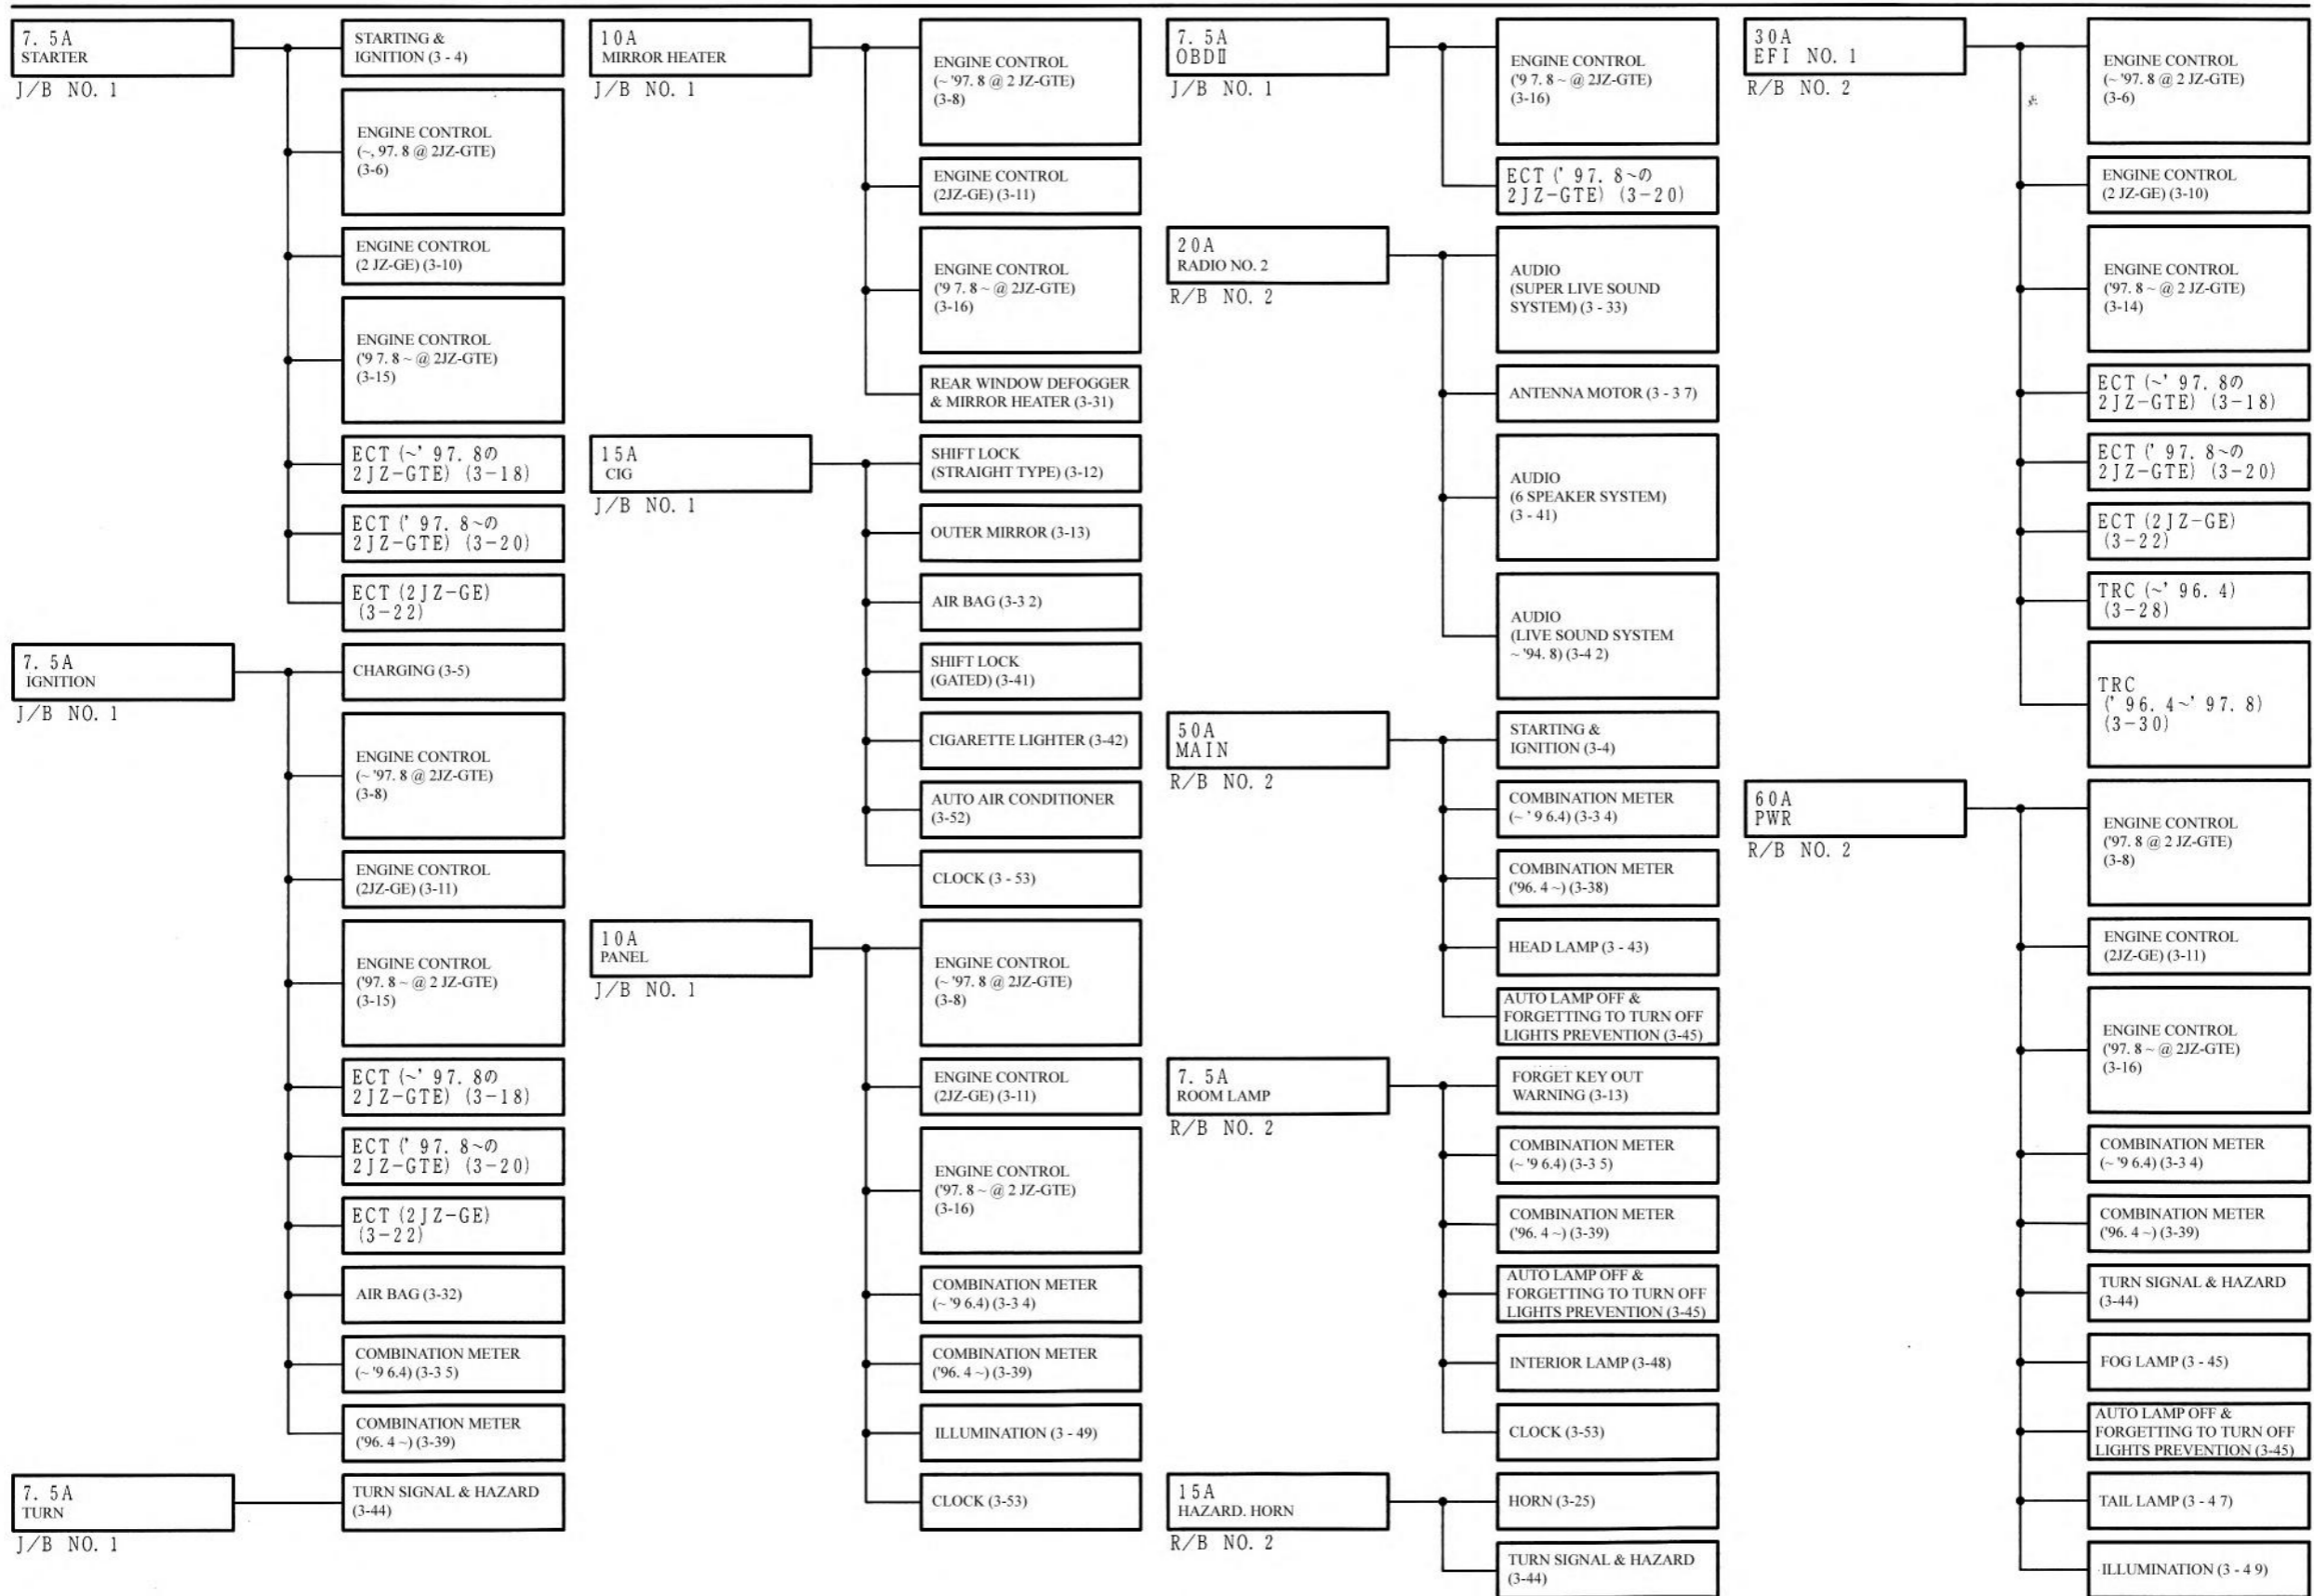 7. 5A
STARTER
J/B NO. 1
STARTING &
IGNITION (3 - 4)
ENGINE CONTROL
(~, 97. 8 @ 2JZ-GTE)
(3-6)
ENGINE CONTROL
(2 JZ-GE) (3-10)
ENGINE CONTROL
('9 7. 8 ~ @ 2JZ-GTE)
(3-15)
ECT (~' 97. 8の
2JZ-GTE) (3-18)
ECT (' 97. 8~の
2JZ-GTE) (3-20)
ECT (2JZ-GE)
(3-22)
7. 5A
IGNITION
J/B NO. 1
CHARGING (3-5)
ENGINE CONTROL
(~ '97. 8 @ 2JZ-GTE)
(3-8)
ENGINE CONTROL
(2JZ-GE) (3-11)
ENGINE CONTROL
('97. 8 ~ @ 2 JZ-GTE)
(3-15)
ECT (~' 97. 8の
2JZ-GTE) (3-18)
ECT (' 97. 8~の
2JZ-GTE) (3-20)
ECT (2JZ-GE)
(3-22)
AIR BAG (3-32)
COMBINATION METER
(~ '9 6.4) (3-3 5)
COMBINATION METER
('96. 4 ~) (3-39)
7. 5A
TURN
J/B NO. 1
TURN SIGNAL & HAZARD
(3-44)
10A
MIRROR HEATER
J/B NO. 1
ENGINE CONTROL
(~ '97. 8 @ 2 JZ-GTE)
(3-8)
ENGINE CONTROL
(2JZ-GE) (3-11)
ENGINE CONTROL
('9 7. 8 ~ @ 2JZ-GTE)
(3-16)
REAR WINDOW DEFOGGER
& MIRROR HEATER (3-31)
15A
CIG
J/B NO. 1
SHIFT LOCK
(STRAIGHT TYPE) (3-12)
OUTER MIRROR (3-13)
AIR BAG (3-3 2)
SHIFT LOCK
(GATED) (3-41)
CIGARETTE LIGHTER (3-42)
AUTO AIR CONDITIONER
(3-52)
CLOCK (3 - 53)
10A
PANEL
J/B NO. 1
ENGINE CONTROL
(~ '97. 8 @ 2JZ-GTE)
(3-8)
ENGINE CONTROL
(2JZ-GE) (3-11)
ENGINE CONTROL
('97. 8 ~ @ 2 JZ-GTE)
(3-16)
COMBINATION METER
(~ '9 6.4) (3-3 4)
COMBINATION METER
('96. 4 ~) (3-39)
ILLUMINATION (3 - 49)
CLOCK (3-53)
7. 5A
OBDⅡ
J/B NO. 1
ENGINE CONTROL
('9 7. 8 ~ @ 2JZ-GTE)
(3-16)
ECT (' 97. 8~の
2JZ-GTE) (3-20)
20A
RADIO NO. 2
R/B NO. 2
AUDIO
(SUPER LIVE SOUND
SYSTEM) (3 - 33)
ANTENNA MOTOR (3 - 3 7)
AUDIO
(6 SPEAKER SYSTEM)
(3 - 41)
AUDIO
(LIVE SOUND SYSTEM
~ '94. 8) (3-4 2)
50A
MAIN
R/B NO. 2
STARTING &
IGNITION (3-4)
COMBINATION METER
(~ ' 9 6.4) (3-3 4)
COMBINATION METER
('96. 4 ~) (3-38)
HEAD LAMP (3 - 43)
AUTO LAMP OFF &
FORGETTING TO TURN OFF
LIGHTS PREVENTION (3-45)
7. 5A
ROOM LAMP
R/B NO. 2
FORGET KEY OUT
WARNING (3-13)
COMBINATION METER
(~ '9 6.4) (3-3 5)
COMBINATION METER
('96. 4 ~) (3-39)
AUTO LAMP OFF &
FORGETTING TO TURN OFF
LIGHTS PREVENTION (3-45)
INTERIOR LAMP (3-48)
CLOCK (3-53)
15A
HAZARD. HORN
R/B NO. 2
HORN (3-25)
TURN SIGNAL & HAZARD
(3-44)
30A
EFI NO. 1
R/B NO. 2
ENGINE CONTROL
(~ '97. 8 @ 2 JZ-GTE)
(3-6)
ENGINE CONTROL
(2 JZ-GE) (3-10)
ENGINE CONTROL
('97. 8 ~ @ 2 JZ-GTE)
(3-14)
ECT (~' 97. 8の
2JZ-GTE) (3-18)
ECT (' 97. 8~の
2JZ-GTE) (3-20)
ECT (2JZ-GE)
(3-22)
TRC (~' 96. 4)
(3-28)
TRC
(' 96. 4~' 97. 8)
(3-30)
60A
PWR
R/B NO. 2
ENGINE CONTROL
('97. 8 @ 2 JZ-GTE)
(3-8)
ENGINE CONTROL
(2JZ-GE) (3-11)
ENGINE CONTROL
('97. 8 ~ @ 2JZ-GTE)
(3-16)
COMBINATION METER
(~ '9 6.4) (3-3 4)
COMBINATION METER
('96. 4 ~) (3-39)
TURN SIGNAL & HAZARD
(3-44)
FOG LAMP (3 - 45)
AUTO LAMP OFF &
FORGETTING TO TURN OFF
LIGHTS PREVENTION (3-45)
TAIL LAMP (3 - 4 7)
ILLUMINATION (3 - 4 9)